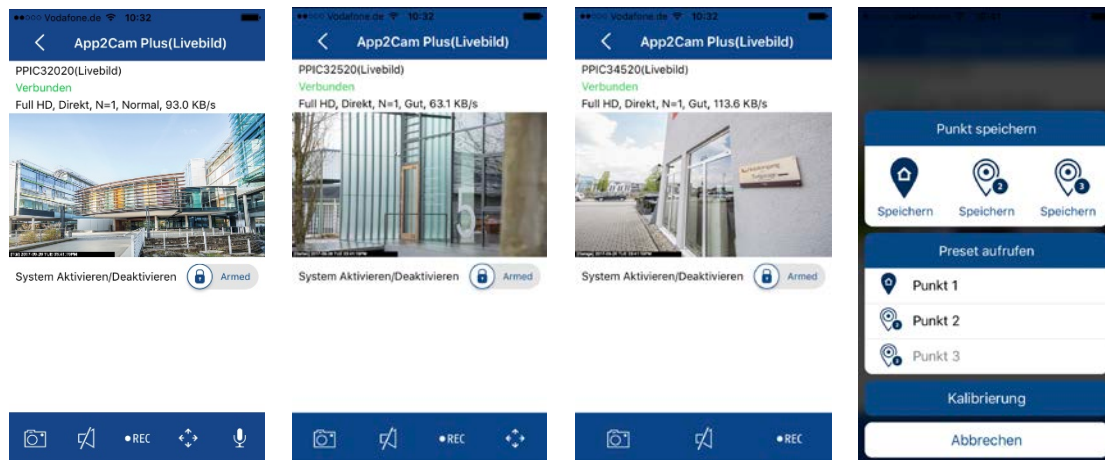 Vodafone.de 10:32
App2Cam Plus(Livebild)
PPIC32020(Livebild)
Verbunden
Full HD, Direkt, N=1, Normal, 93.0 KB/s
System Aktivieren/Deaktivieren Armed
REC
Vodafone.de 10:32
App2Cam Plus(Livebild)
PPIC32520(Livebild)
Verbunden
Full HD, Direkt, N=1, Gut, 63.1 KB/s
System Aktivieren/Deaktivieren Armed
REC
Vodafone.de 10:32
App2Cam Plus(Livebild)
PPIC34520(Livebild)
Verbunden
Full HD, Direkt, N=1, Gut, 113.6 KB/s
System Aktivieren/Deaktivieren Armed
REC
Punkt speichern
2 3
Speichern Speichern Speichern
Preset aufrufen
Punkt 1
Punkt 2
Punkt 3
Kalibrierung
Abbrechen